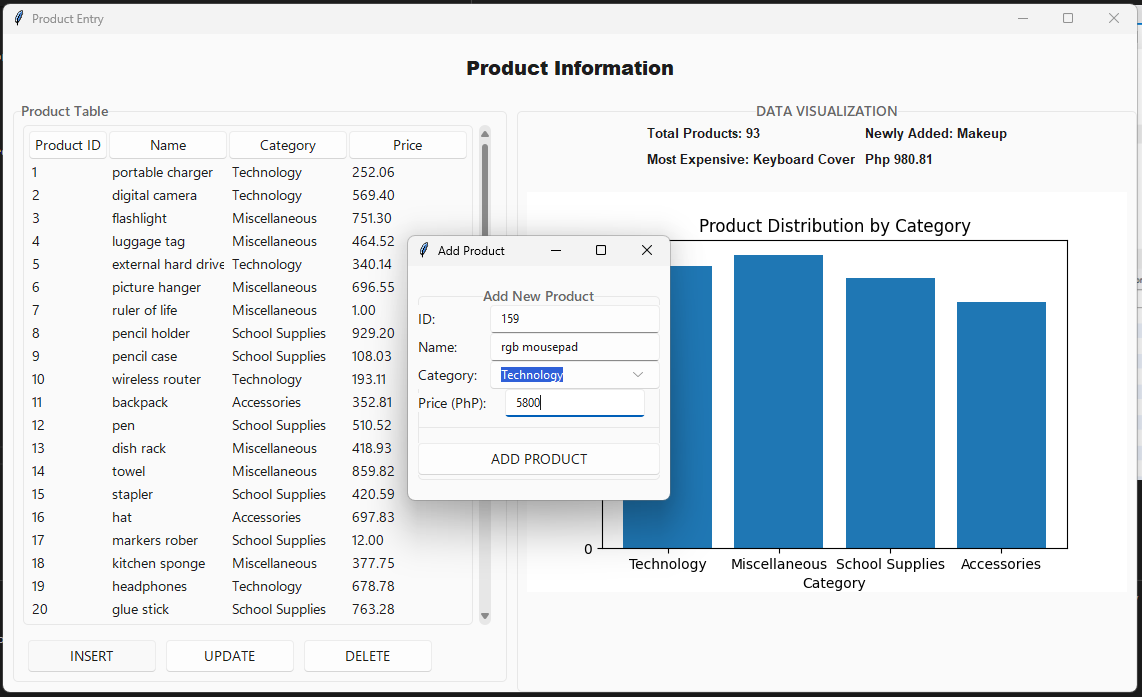 Product Entry
Product Information
Product Table
Product ID Name Category Price
1 portable charger Technology 252.06
2 digital camera Technology 569.40
3 flashlight Miscellaneous 751.30
4 luggage tag Miscellaneous 464.52
5 external hard drive Technology 340.14
6 picture hanger Miscellaneous 696.55
7 ruler of life Miscellaneous 1.00
8 pencil holder School Supplies 929.20
9 pencil case School Supplies 108.03
10 wireless router Technology 193.11
11 backpack Accessories 352.81
12 pen School Supplies 510.52
13 dish rack Miscellaneous 418.93
14 towel Miscellaneous 859.82
15 stapler School Supplies 420.59
16 hat Accessories 697.83
17 markers rober School Supplies 12.00
18 kitchen sponge Miscellaneous 377.75
19 headphones Technology 678.78
20 glue stick School Supplies 763.28
INSERT UPDATE DELETE
Add Product
Add New Product
ID: 159
Name: rgb mousepad
Category: Technology
Price (PhP): 5800
ADD PRODUCT
DATA VISUALIZATION
Total Products: 93 Newly Added: Makeup
Most Expensive: Keyboard Cover Php 980.81
Product Distribution by Category
0
Technology Miscellaneous School Supplies Accessories
Category